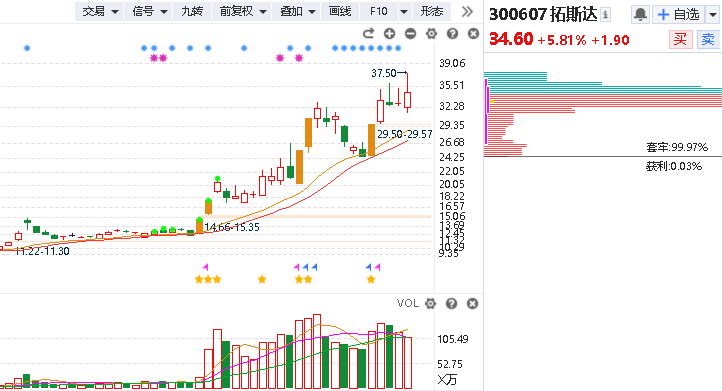 交易 信号 九转 前复权 叠加 画线 F10 形态
300607 拓斯达
自选
34.60 +5.81% +1.90
买 卖
37.50
39.06
35.51
32.28
29.35
26.68
24.25
22.05
20.05
18.22
16.57
15.06
13.69
12.45
11.32
10.29
9.35
29.50-29.57
14.66-15.35
11.22-11.30
套牢:99.97%
获利:0.03%
VOL
105.49
52.75
X万